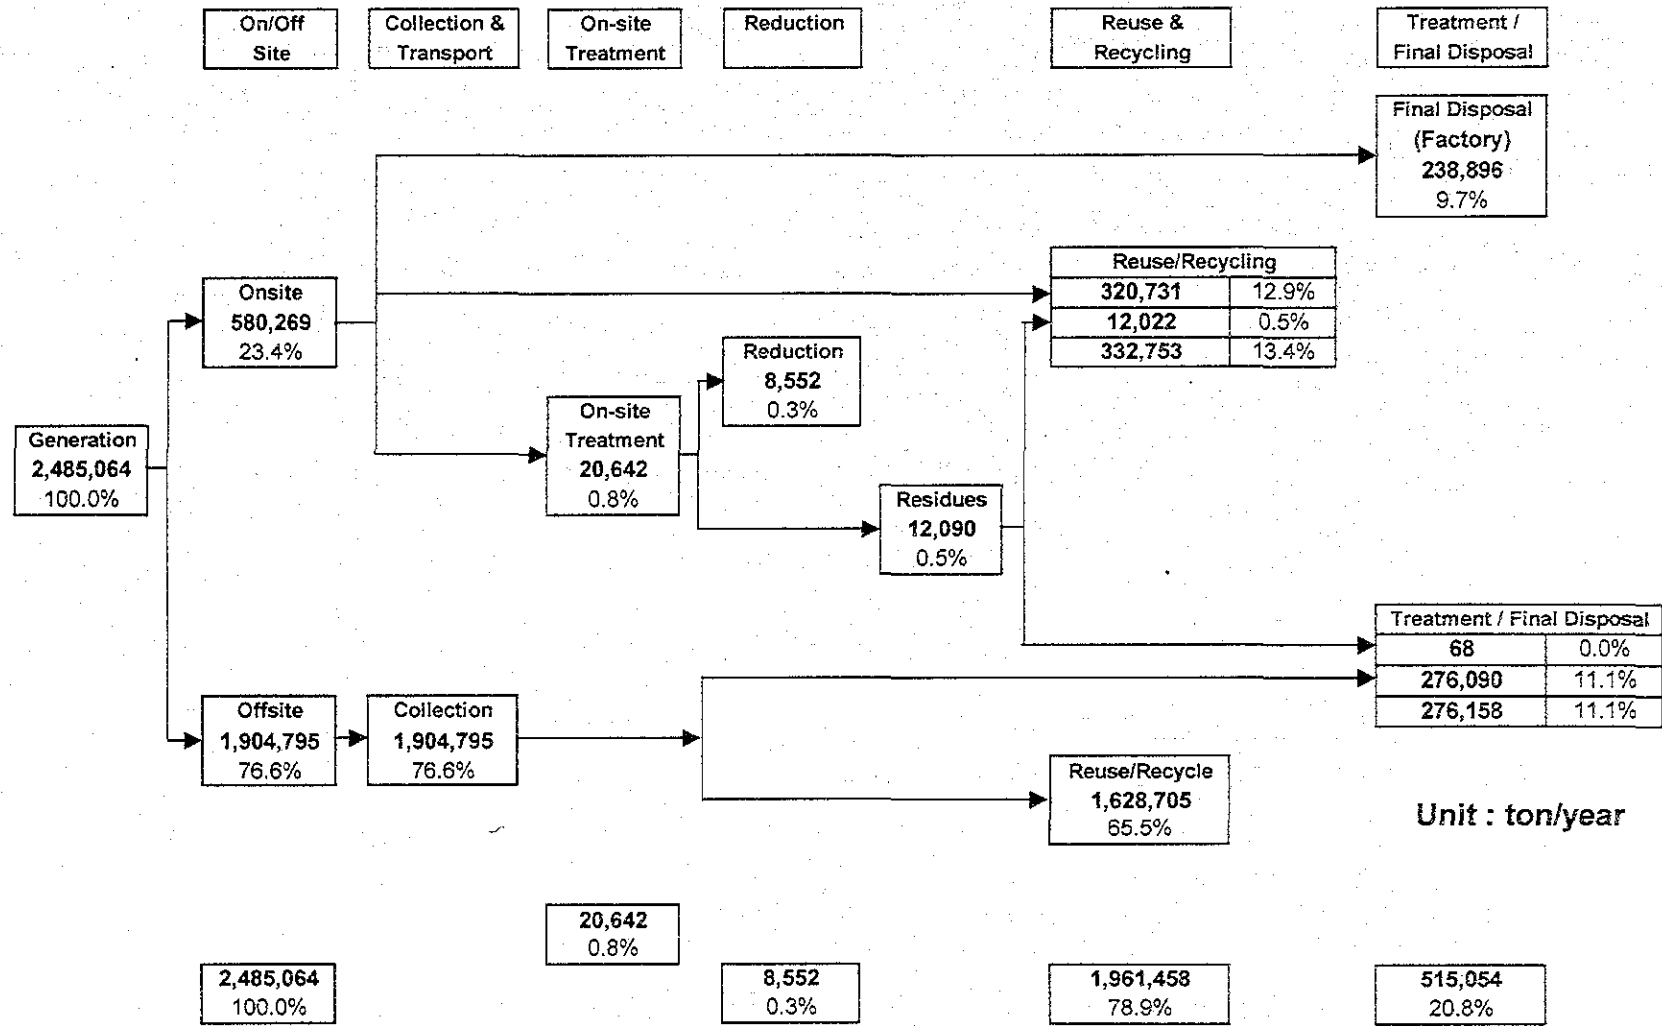 On/Off
Site
Collection &
Transport
On-site
Treatment
Reduction
Reuse &
Recycling
Treatment /
Final Disposal
Final Disposal
(Factory)
238,896
9.7%
Reuse/Recycling
320,731 12.9%
12,022 0.5%
332,753 13.4%
Onsite
580,269
23.4%
Reduction
8,552
0.3%
On-site
Treatment
20,642
0.8%
Generation
2,485,064
100.0%
Residues
12,090
0.5%
Treatment / Final Disposal
68 0.0%
276,090 11.1%
276,158 11.1%
Offsite
1,904,795
76.6%
Collection
1,904,795
76.6%
Reuse/Recycle
1,628,705
65.5%
Unit : ton/year
20,642
0.8%
2,485,064
100.0%
8,552
0.3%
1,961,458
78.9%
515,054
20.8%